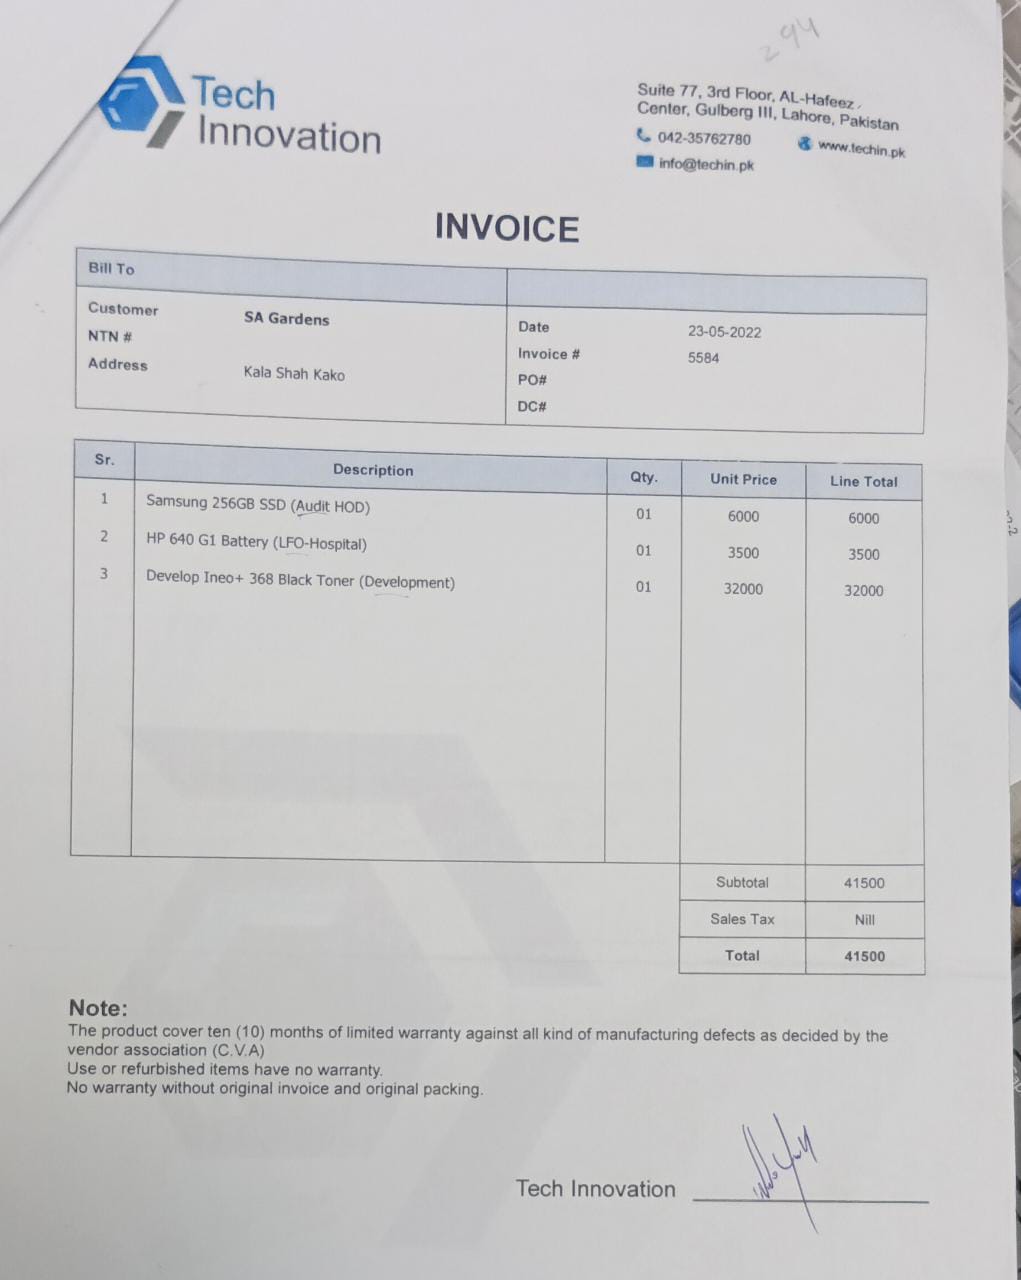 294
Tech
Innovation
Suite 77, 3rd Floor, AL-Hafeez
Center, Gulberg III, Lahore, Pakistan
042-35762780 www.techin.pk
info@techin.pk
INVOICE
Bill To
Customer SA Gardens
NTN #
Address Kala Shah Kako
Date 23-05-2022
Invoice # 5584
PO#
DC#
Sr. Description Qty. Unit Price Line Total
1 Samsung 256GB SSD (Audit HOD) 01 6000 6000
2 HP 640 G1 Battery (LFO-Hospital) 01 3500 3500
3 Develop Ineo+ 368 Black Toner (Development) 01 32000 32000
Subtotal 41500
Sales Tax Nill
Total 41500
Note:
The product cover ten (10) months of limited warranty against all kind of manufacturing defects as decided by the
vendor association (C.V.A)
Use or refurbished items have no warranty.
No warranty without original invoice and original packing.
Tech Innovation